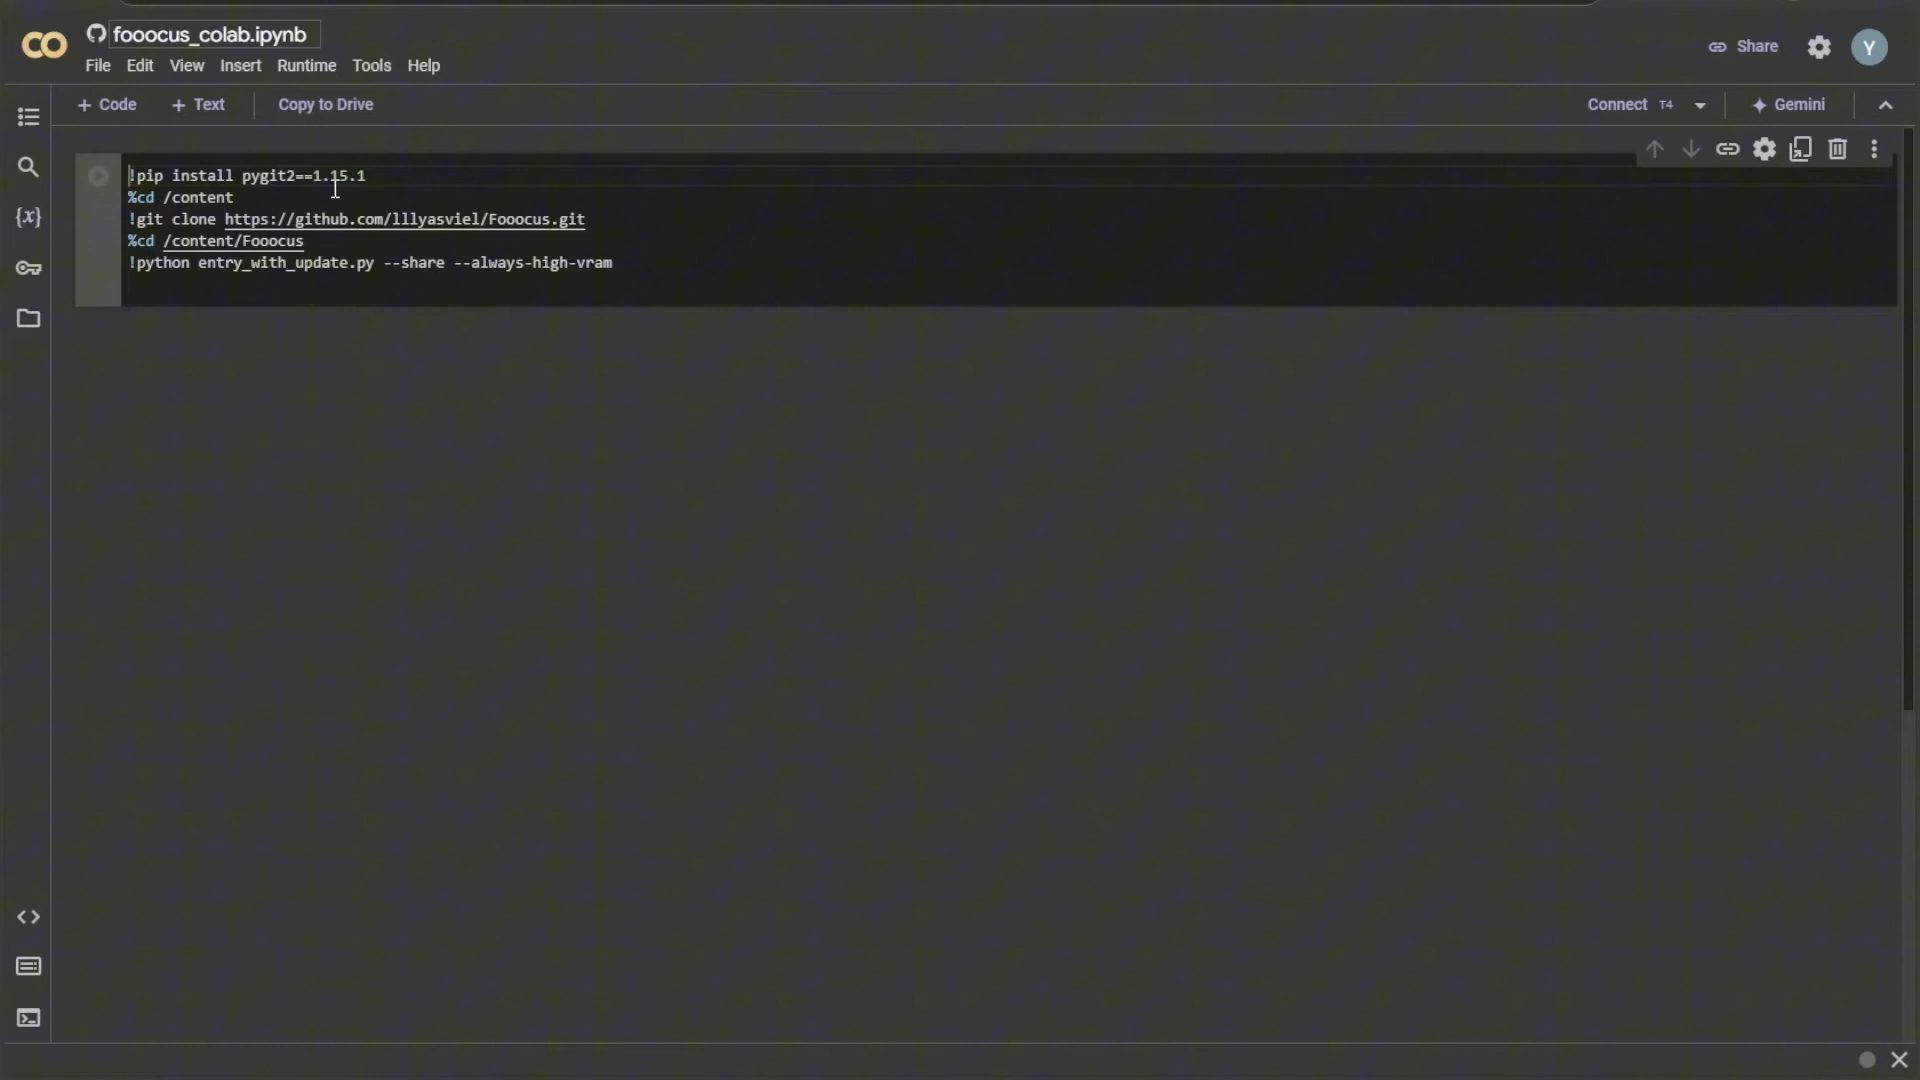 fooocus_colab.ipynb
File Edit View Insert Runtime Tools Help
Share
Y
+ Code + Text Copy to Drive
Connect T4
Gemini
!pip install pygit2==1.15.1
%cd /content
!git clone https://github.com/lllyasviel/Fooocus.git
%cd /content/Fooocus
!python entry_with_update.py --share --always-high-vram